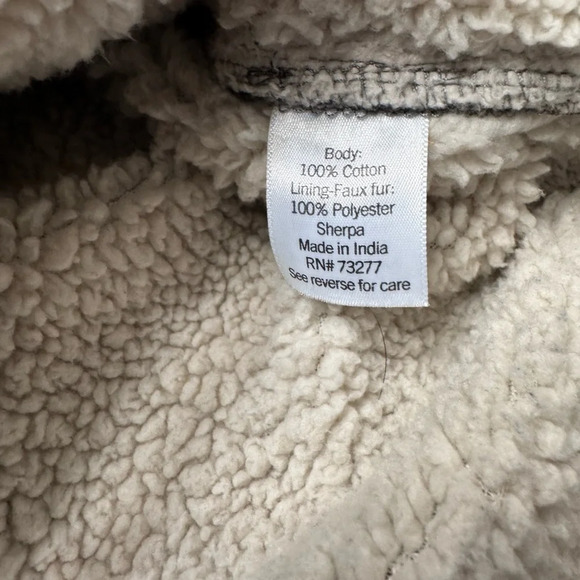 Body:
100% Cotton
Lining-Faux fur:
100% Polyester
Sherpa
Made in India
RN# 73277
See reverse for care